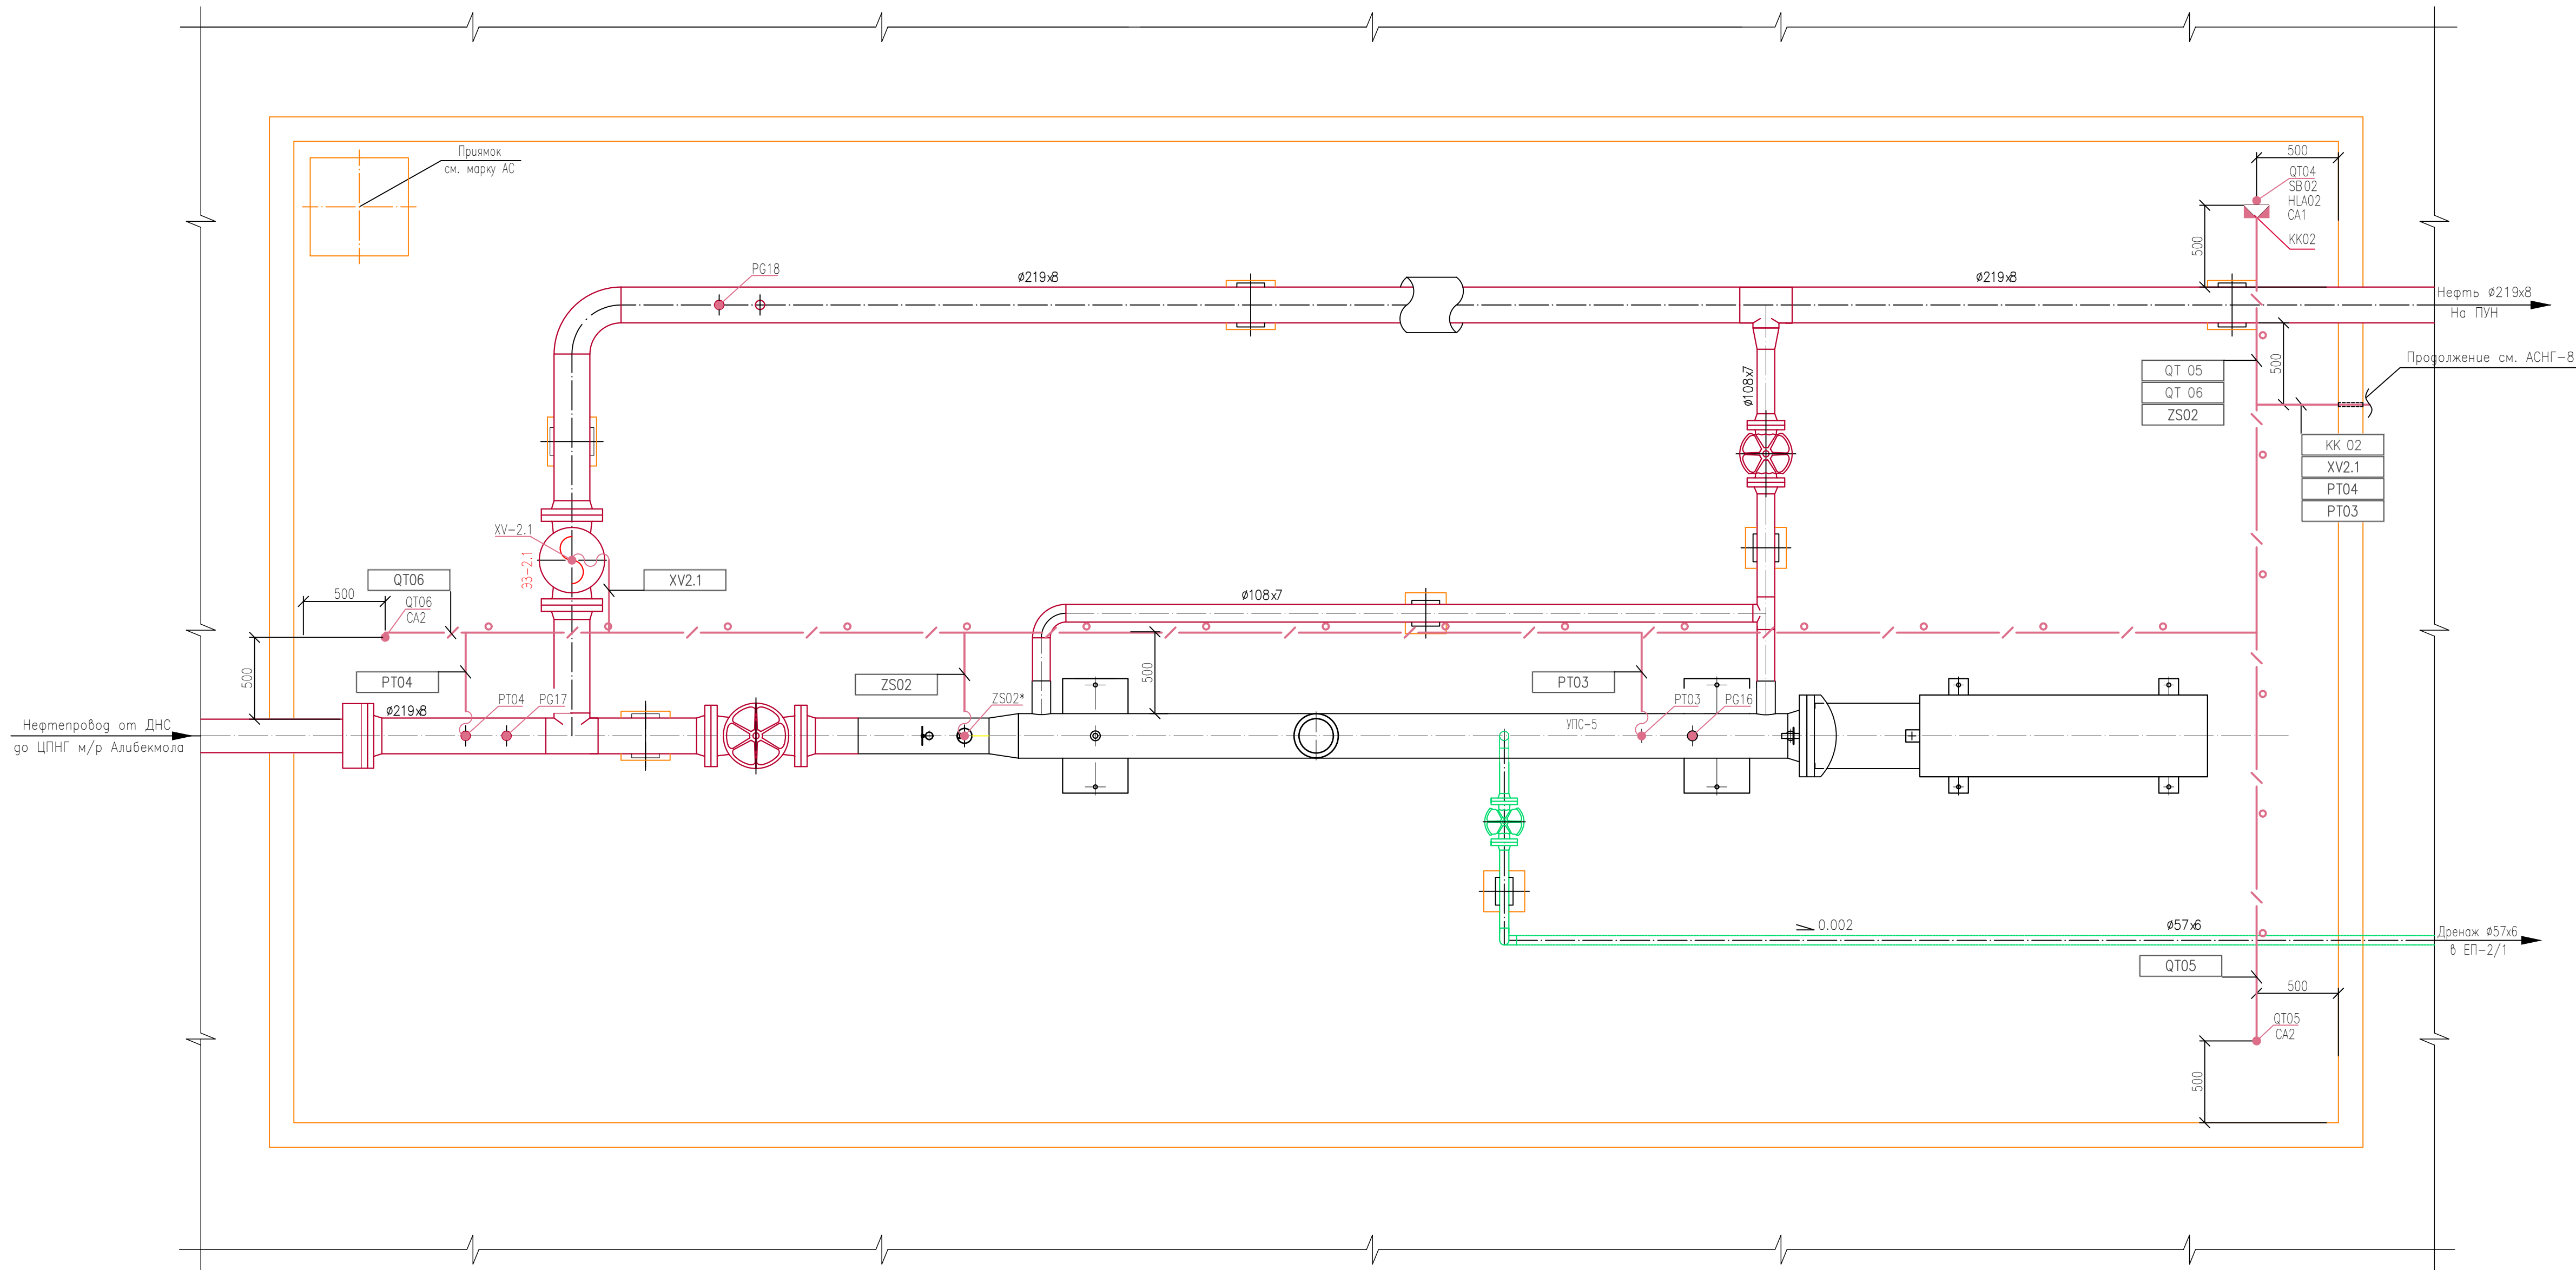 Приямок
см. марку АС
500
QT04
SB02
HLA02
CA1
KK02
500
PG18
ø219x8
ø219x8
Нефть ø219x8
На ПУН
Продолжение см. АСНГ-8
500
ø108x7
QT 05
QT 06
ZS02
KK 02
XV2.1
PT04
PT03
XV-2.1
ЭЗ-2.1
QT06
XV2.1
500
QT06
CA2
ø108x7
500
PT04
ø219x8
PT04
PG17
ZS02
ZS02*
500
PT03
PT03
PG16
УПС-5
Нефтепровод от ДНС
до ЦПНГ м/р Алибекмола
0.002
ø57x6
Дренаж ø57x6
в ЕП-2/1
QT05
500
QT05
CA2
500